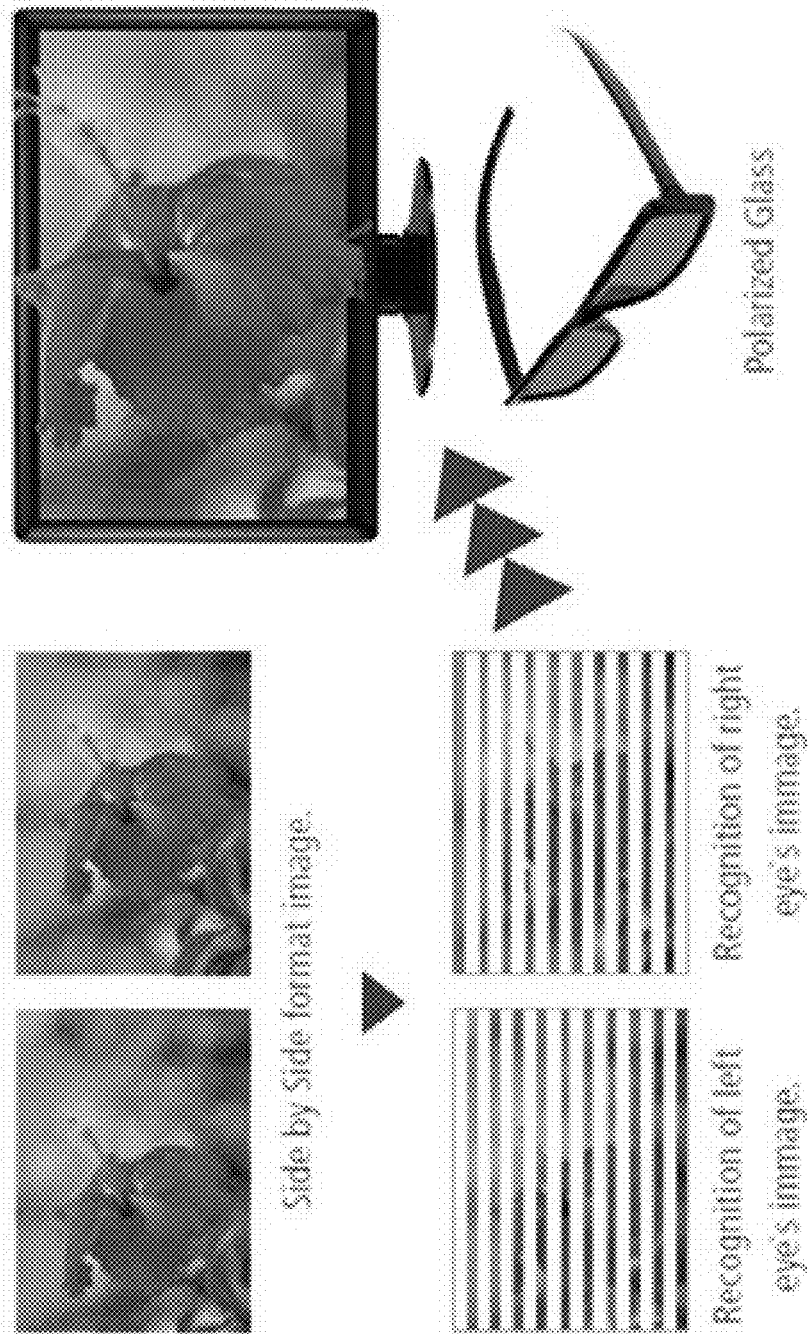 Side by Side format image.
Recognition of left
eye's immage.
Recognition of right
eye's immage.
Polarized Glass